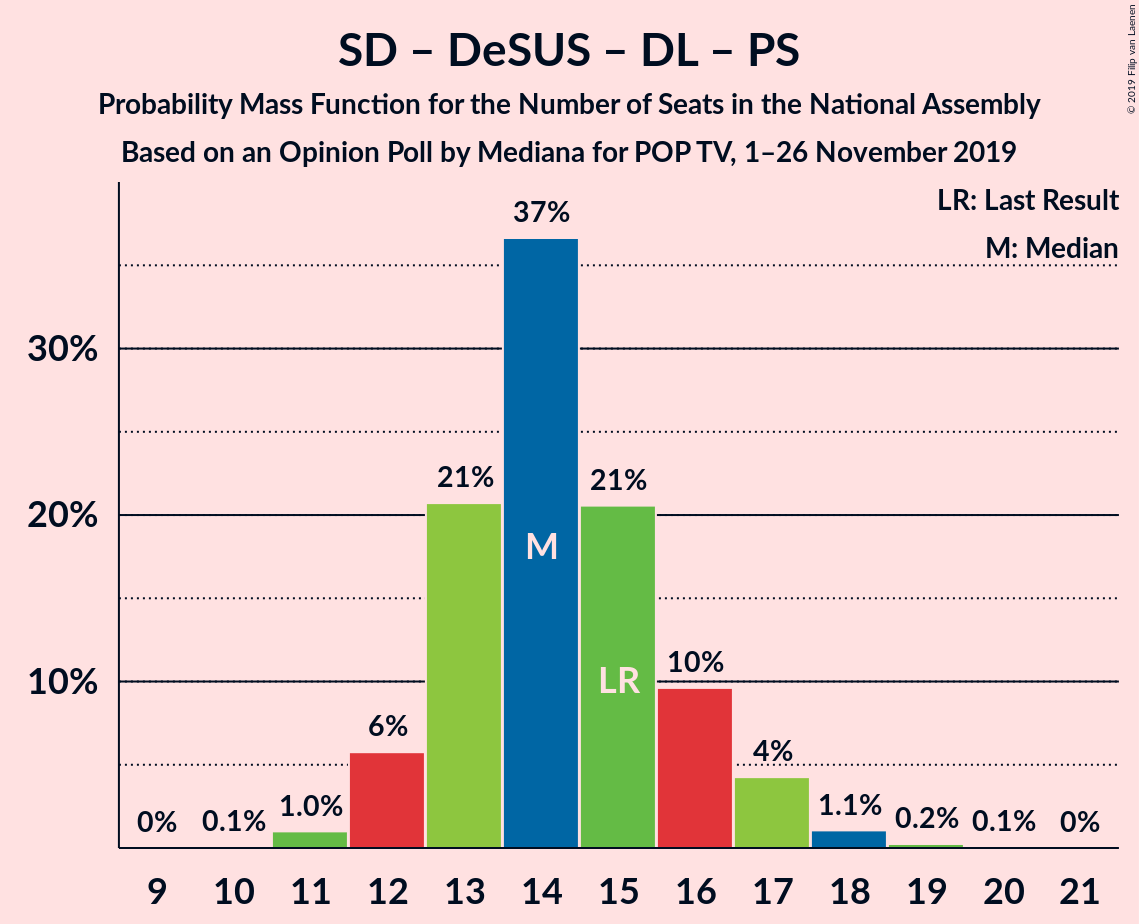 SD – DeSUS – DL – PS
Probability Mass Function for the Number of Seats in the National Assembly
Based on an Opinion Poll by Mediana for POP TV, 1–26 November 2019
© 2019 Filip van Laenen
LR: Last Result
M: Median
37%
30%
21%
21%
20%
M
LR
10%
10%
6%
4%
0%
0.1%
1.0%
1.1%
0.2%
0.1%
0%
9 10 11 12 13 14 15 16 17 18 19 20 21